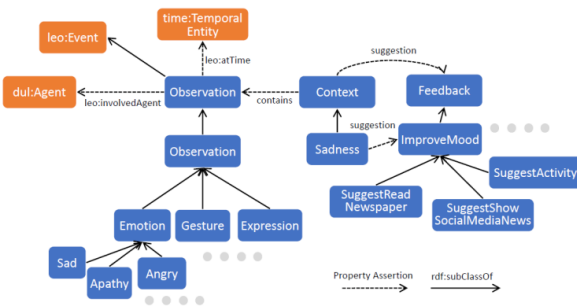 time:Temporal
Entity
leo:Event
leo:atTime
suggestion
dul:Agent
leo:involvedAgent
Observation
contains
Context
Feedback
suggestion
Observation
Sadness
ImproveMood
SuggestActivity
SuggestRead
Newspaper
SuggestShow
SocialMediaNews
Emotion
Gesture
Expression
Sad
Apathy
Angry
Property Assertion
rdf:subClassOf